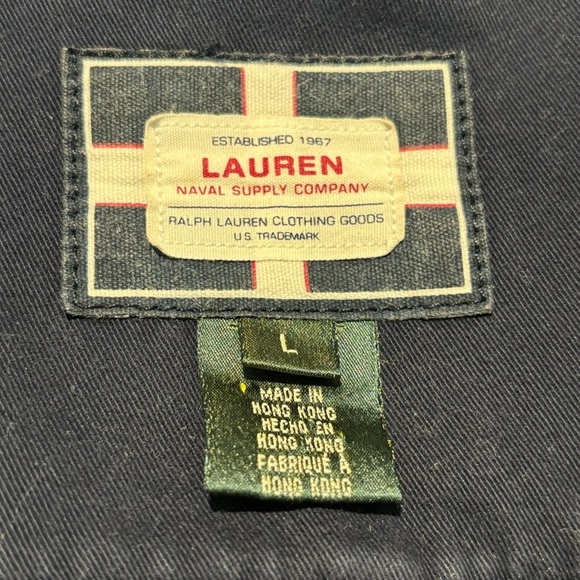 ESTABLISHED 1967
LAUREN
NAVAL SUPPLY COMPANY
RALPH LAUREN CLOTHING GOODS
U.S. TRADEMARK
L
MADE IN
HONG KONG
HECHO EN
HONG KONG
FABRIQUÉ À
HONG KONG